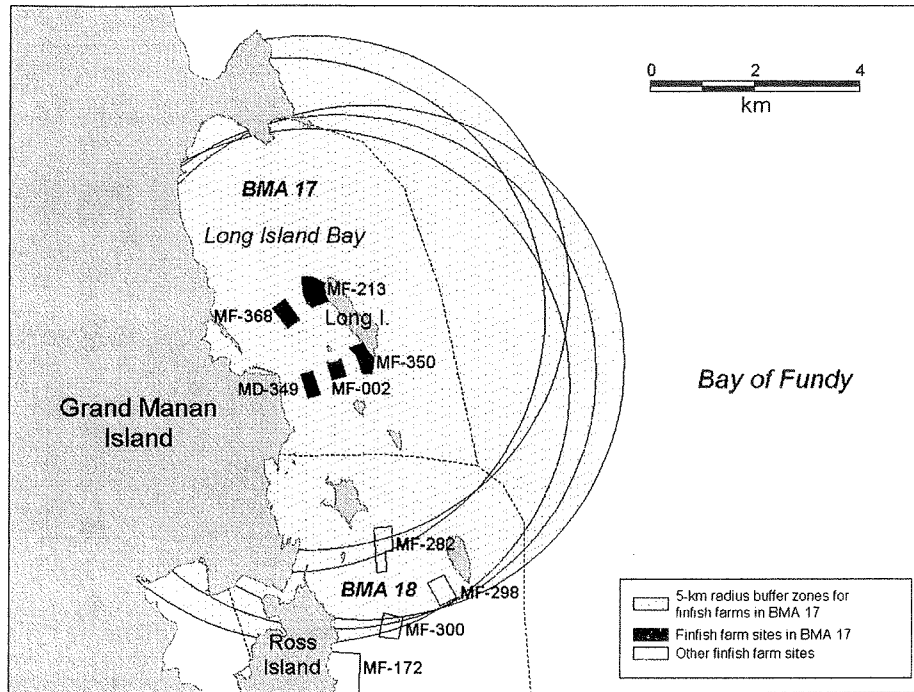 0 2 4
km
BMA 17
Long Island Bay
MF-213
MF-368
Long I.
MF-350
MD-349
MF-002
Bay of Fundy
Grand Manan
Island
MF-282
BMA 18
MF-298
MF-300
Ross
Island
MF-172
5-km radius buffer zones for
finfish farms in BMA 17
Finfish farm sites in BMA 17
Other finfish farm sites